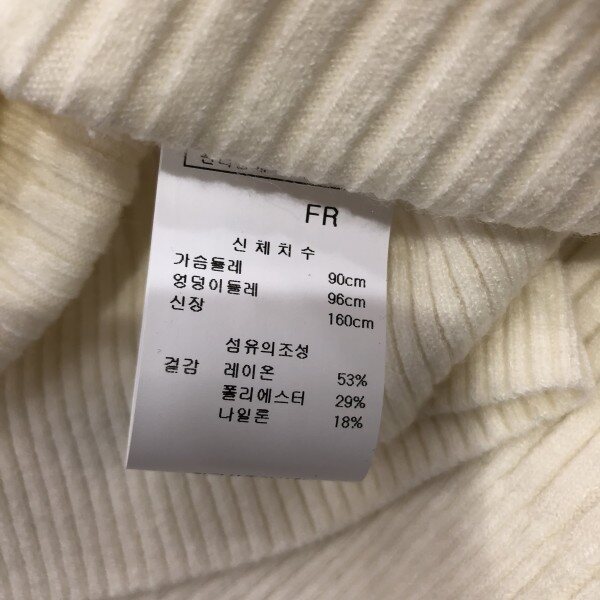 FR
신체치수
가슴둘레 90cm
엉덩이둘레 96cm
신장 160cm
섬유의조성
겉감 레이온 53%
폴리에스터 29%
나일론 18%